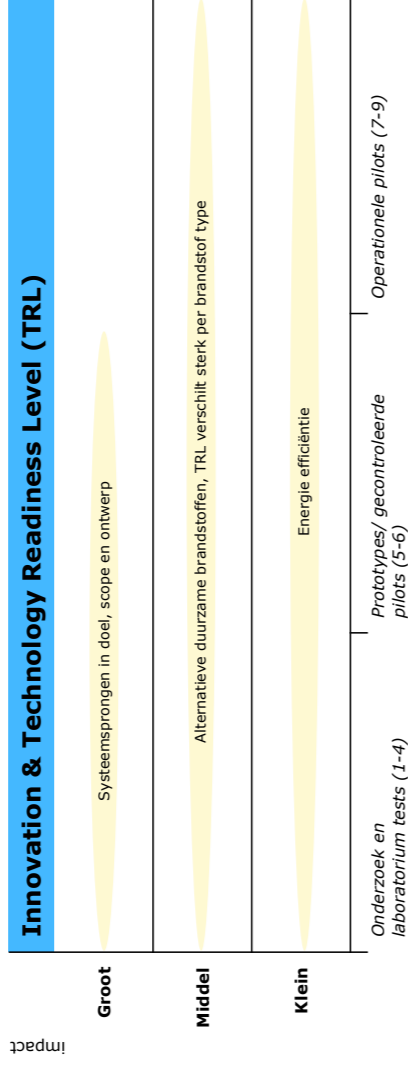 Innovation & Technology Readiness Level (TRL)
impact
Groot
Systeemsprongen in doel, scope en ontwerp
Middel
Alternatieve duurzame brandstoffen, TRL verschilt sterk per brandstof type
Klein
Energie efficiëntie
Onderzoek en
laboratorium tests (1-4)
Prototypes/ gecontroleerde
pilots (5-6)
Operationele pilots (7-9)